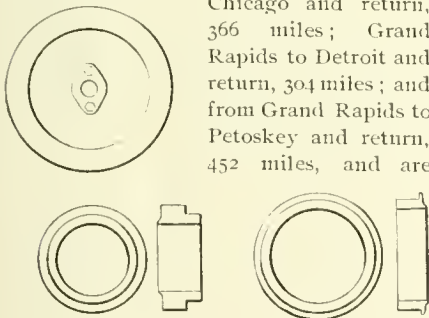 Chicago and return,
366 miles; Grand
Rapids to Detroit and
return, 304 miles; and
from Grand Rapids to
Petoskey and return,
452 miles, and are